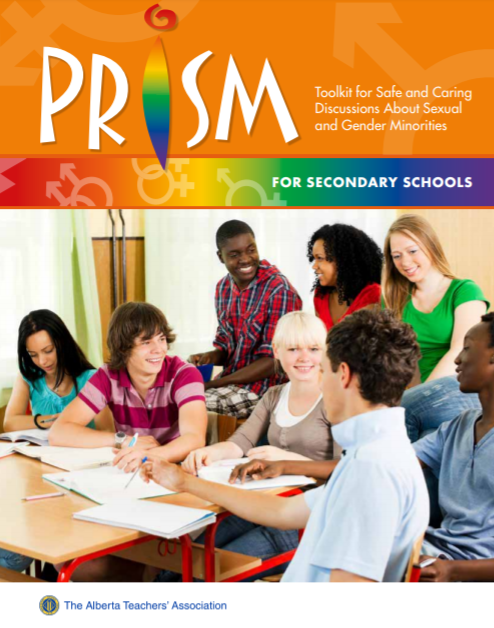 PRISM
Toolkit for Safe and Caring
Discussions About Sexual
and Gender Minorities
FOR SECONDARY SCHOOLS
The Alberta Teachers' Association